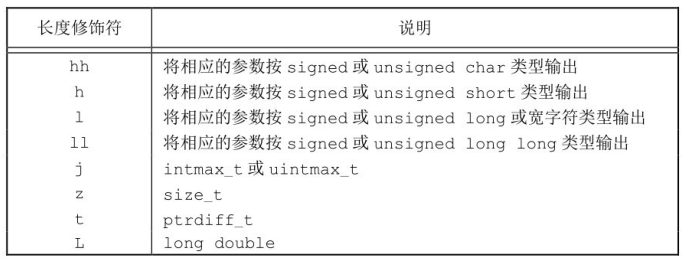 长度修饰符 说明
hh 将相应的参数按 signed 或 unsigned char 类型输出
h 将相应的参数按 signed 或 unsigned short 类型输出
l 将相应的参数按 signed 或 unsigned long 或宽字符类型输出
ll 将相应的参数按 signed 或 unsigned long long 类型输出
j intmax_t 或 uintmax_t
z size_t
t ptrdiff_t
L long double